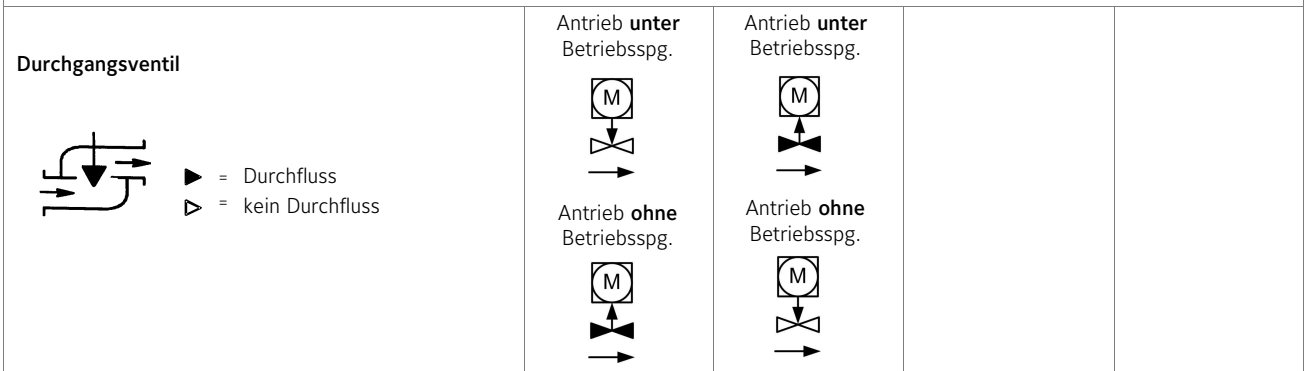 Durchgangsventil
= Durchfluss
= kein Durchfluss
Antrieb unter
Betriebsspg.
M
Antrieb ohne
Betriebsspg.
M
Antrieb unter
Betriebsspg.
M
Antrieb ohne
Betriebsspg.
M